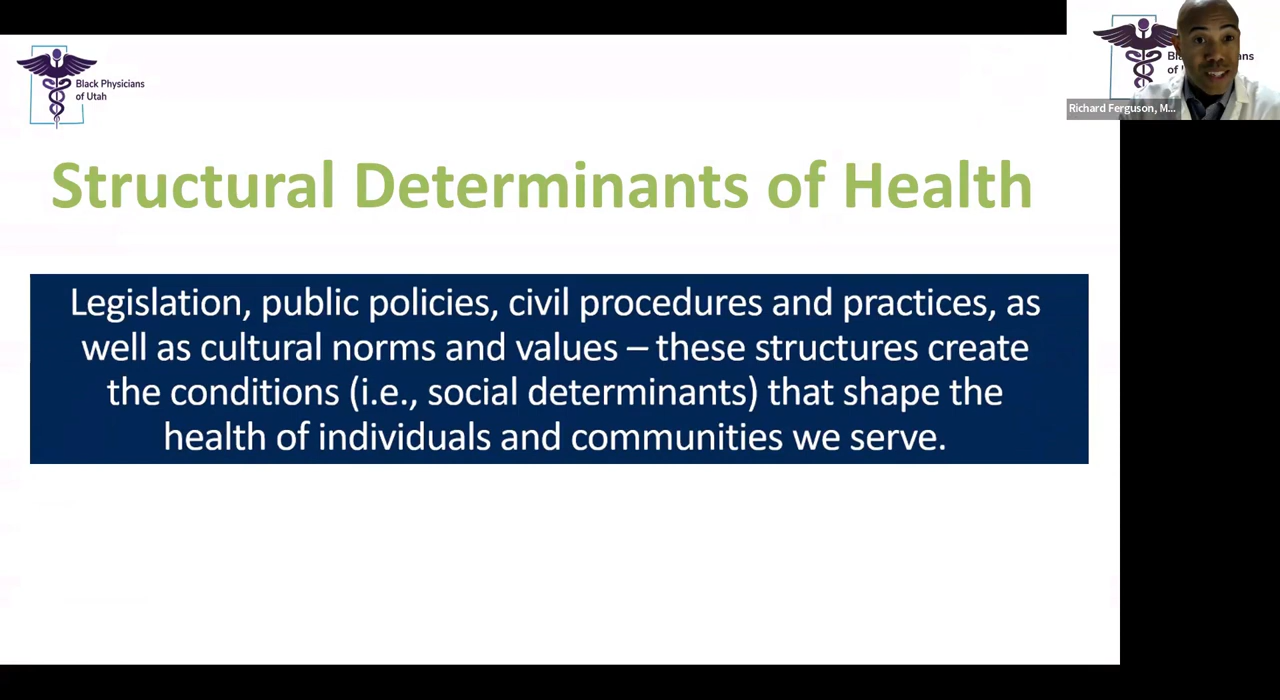 Black Physicians
of Utah
Richard Ferguson, M...
Structural Determinants of Health
Legislation, public policies, civil procedures and practices, as
well as cultural norms and values – these structures create
the conditions (i.e., social determinants) that shape the
health of individuals and communities we serve.